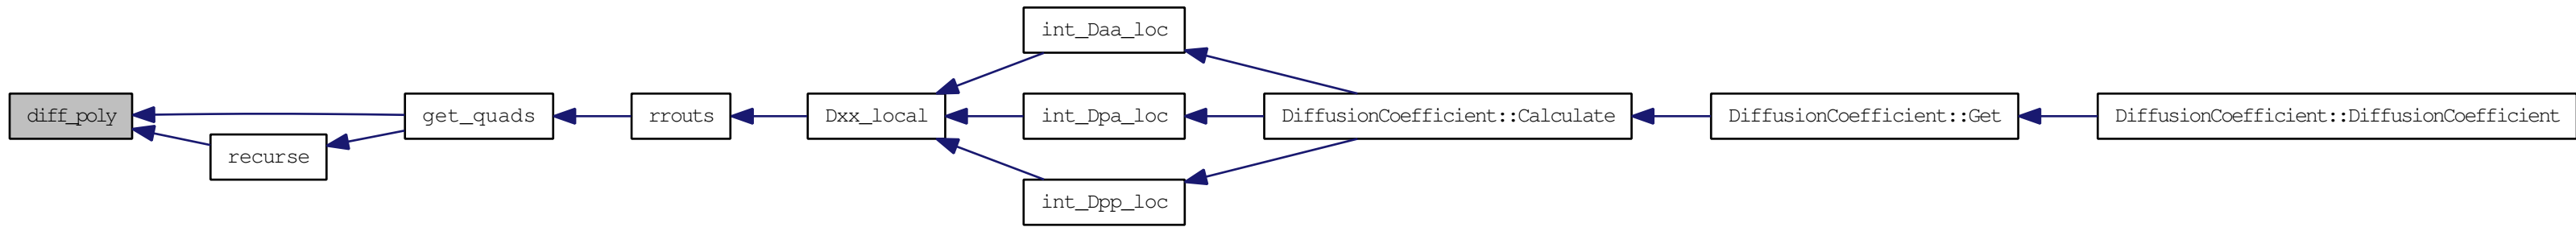 diff_poly
recurse
get_quads
rrouts
Dxx_local
int_Daa_loc
int_Dpa_loc
int_Dpp_loc
DiffusionCoefficient::Calculate
DiffusionCoefficient::Get
DiffusionCoefficient::DiffusionCoefficient